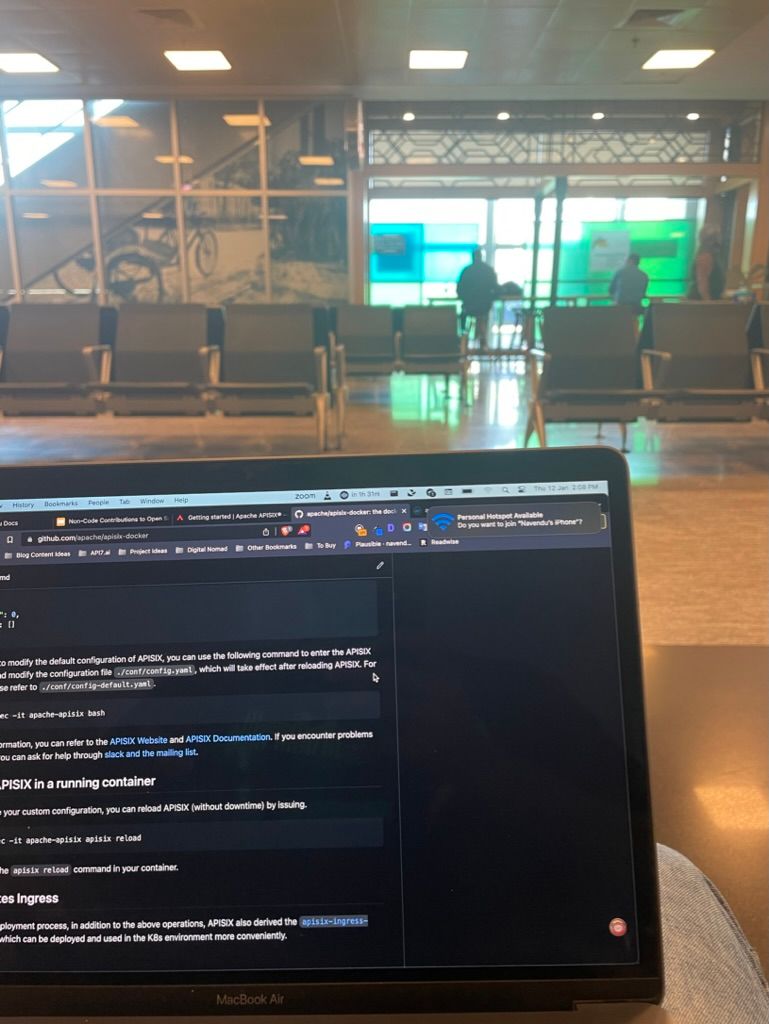 History Bookmarks People Tab Window Help
zoom in 1h 31m Thu 12 Jan 2:08 PM
Docs Non-Code Contributions to Open S Getting started | Apache APISIX® apache/apisix-docker: the doc
github.com/apache/apisix-docker
Personal Hotspot Available
Do you want to join "Navendu's iPhone"?
Blog Content Ideas API7.ai Project Ideas Digital Nomad Other Bookmarks To Buy Plausible · navend... Readwise
md
": 0,
: []
to modify the default configuration of APISIX, you can use the following command to enter the APISIX
d modify the configuration file ./conf/config.yaml, which will take effect after reloading APISIX. For
se refer to ./conf/config-default.yaml.
ec -it apache-apisix bash
ormation, you can refer to the APISIX Website and APISIX Documentation. If you encounter problems
ou can ask for help through slack and the mailing list.
APISIX in a running container
e your custom configuration, you can reload APISIX (without downtime) by issuing.
c -it apache-apisix apisix reload
he apisix reload command in your container.
tes Ingress
ployment process, in addition to the above operations, APISIX also derived the apisix-ingress-
which can be deployed and used in the K8s environment more conveniently.
MacBook Air